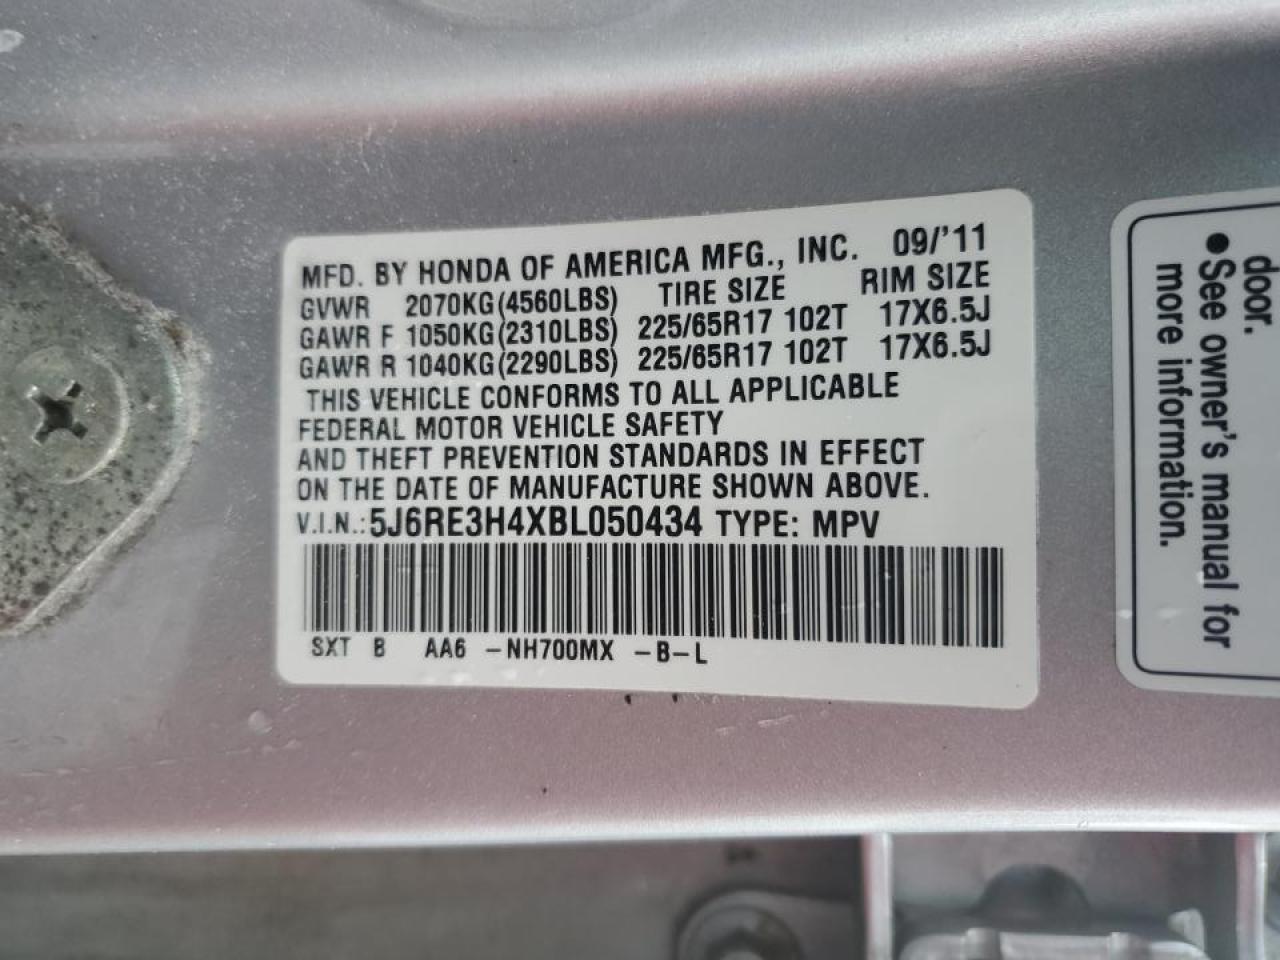 MFD. BY HONDA OF AMERICA MFG., INC. 09/'11
GVWR 2070KG(4560LBS) TIRE SIZE RIM SIZE
GAWR F 1050KG(2310LBS) 225/65R17 102T 17X6.5J
GAWR R 1040KG(2290LBS) 225/65R17 102T 17X6.5J
THIS VEHICLE CONFORMS TO ALL APPLICABLE
FEDERAL MOTOR VEHICLE SAFETY
AND THEFT PREVENTION STANDARDS IN EFFECT
ON THE DATE OF MANUFACTURE SHOWN ABOVE.
V.I.N.:5J6RE3H4XBL050434 TYPE: MPV
SXT B AA6 -NH700MX -B-L
door.
● See owner's manual for
more information.